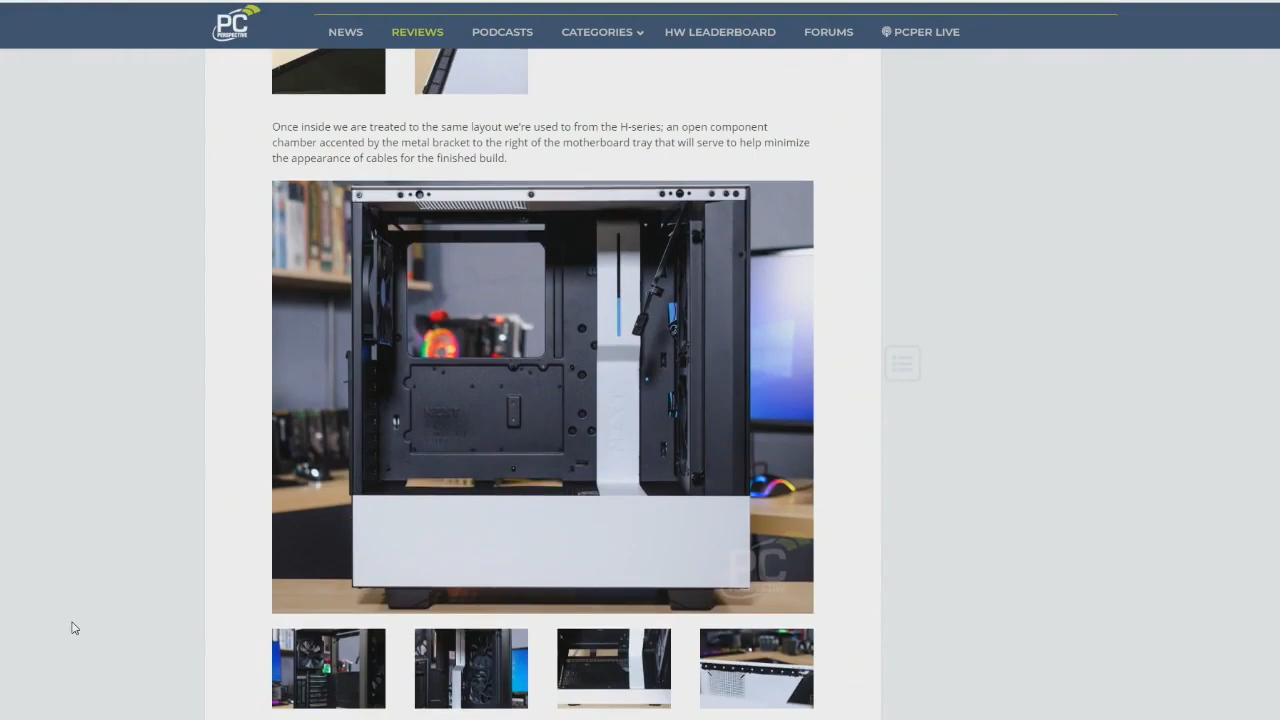 PC
PERSPECTIVE
NEWS
REVIEWS
PODCASTS
CATEGORIES
HW LEADERBOARD
FORUMS
PCPER LIVE
Once inside we are treated to the same layout we're used to from the H-series; an open component
chamber accented by the metal bracket to the right of the motherboard tray that will serve to help minimize
the appearance of cables for the finished build.
NZXT
PC